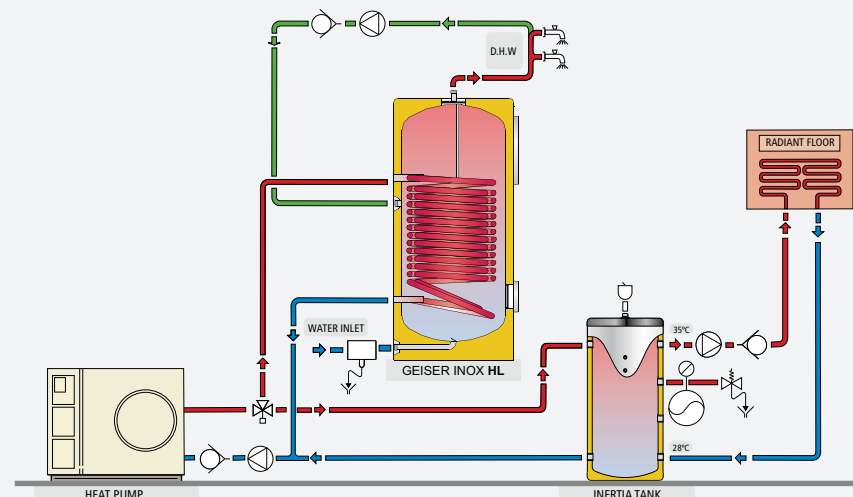 D.H.W
RADIANT FLOOR
WATER INLET
35ºC
GEISER INOX HL
28ºC
HEAT PUMP
INERTIA TANK